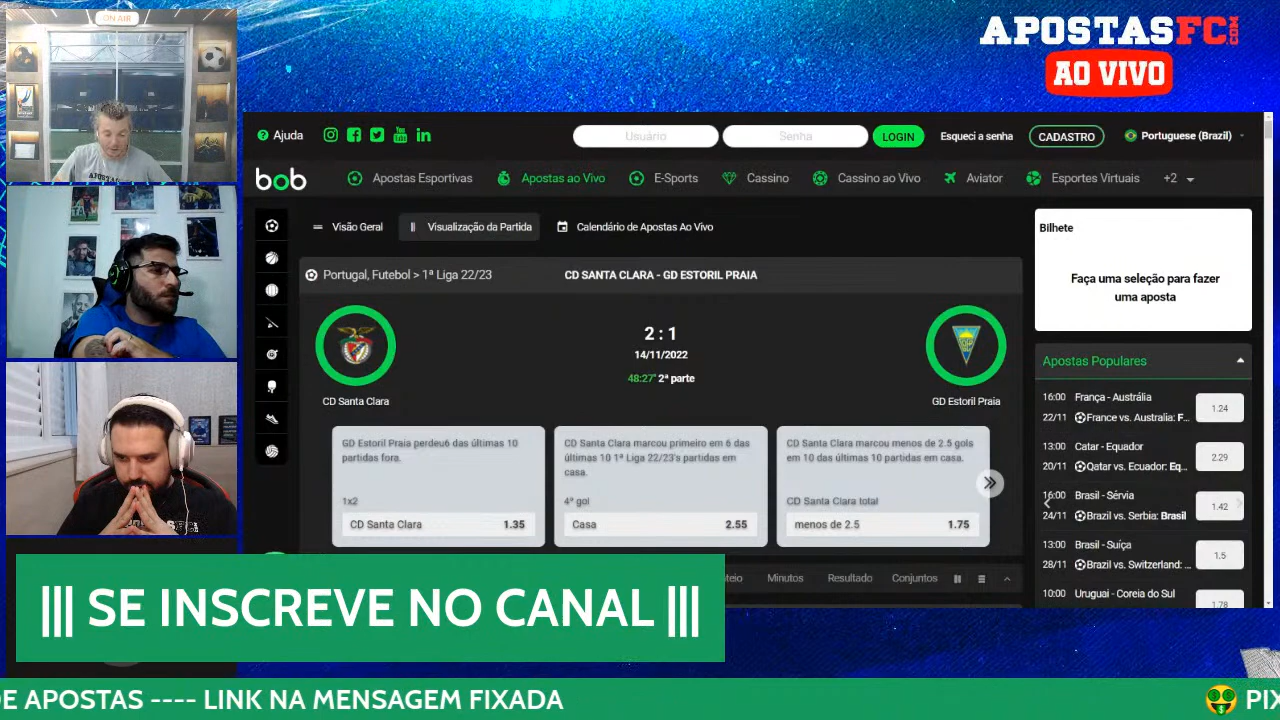 ON AIR
APOSTASFC.COM
AO VIVO
Ajuda
Usuário
Senha
LOGIN
Esqueci a senha
CADASTRO
Portuguese (Brazil)
bob
Apostas Esportivas
Apostas ao Vivo
E-Sports
Cassino
Cassino ao Vivo
Aviator
Esportes Virtuais
+2
Visão Geral
Visualização da Partida
Calendário de Apostas Ao Vivo
Bilhete
Faça uma seleção para fazer
uma aposta
Portugal, Futebol > 1ª Liga 22/23
CD SANTA CLARA - GD ESTORIL PRAIA
2 : 1
14/11/2022
48:27" 2ª parte
CD Santa Clara
GD Estoril Praia
GD Estoril Praia perdeu6 das últimas 10
partidas fora.
1x2
CD Santa Clara 1.35
CD Santa Clara marcou primeiro em 6 das
últimas 10 1ª Liga 22/23's partidas em
casa.
4º gol
Casa 2.55
CD Santa Clara marcou menos de 2.5 gols
em 10 das últimas 10 partidas em casa.
CD Santa Clara total
menos de 2.5 1.75
Apostas Populares
16:00 França - Austrália
22/11 France vs. Australia: F... 1.24
13:00 Catar - Equador
20/11 Qatar vs. Ecuador: Eq... 2.29
16:00 Brasil - Sérvia
24/11 Brazil vs. Serbia: Brasil 1.42
13:00 Brasil - Suíça
28/11 Brazil vs. Switzerland: ... 1.5
10:00 Uruguai - Coreia do Sul
1.78
teio
Minutos
Resultado
Conjuntos
||| SE INSCREVE NO CANAL |||
DE APOSTAS ---- LINK NA MENSAGEM FIXADA
PIX